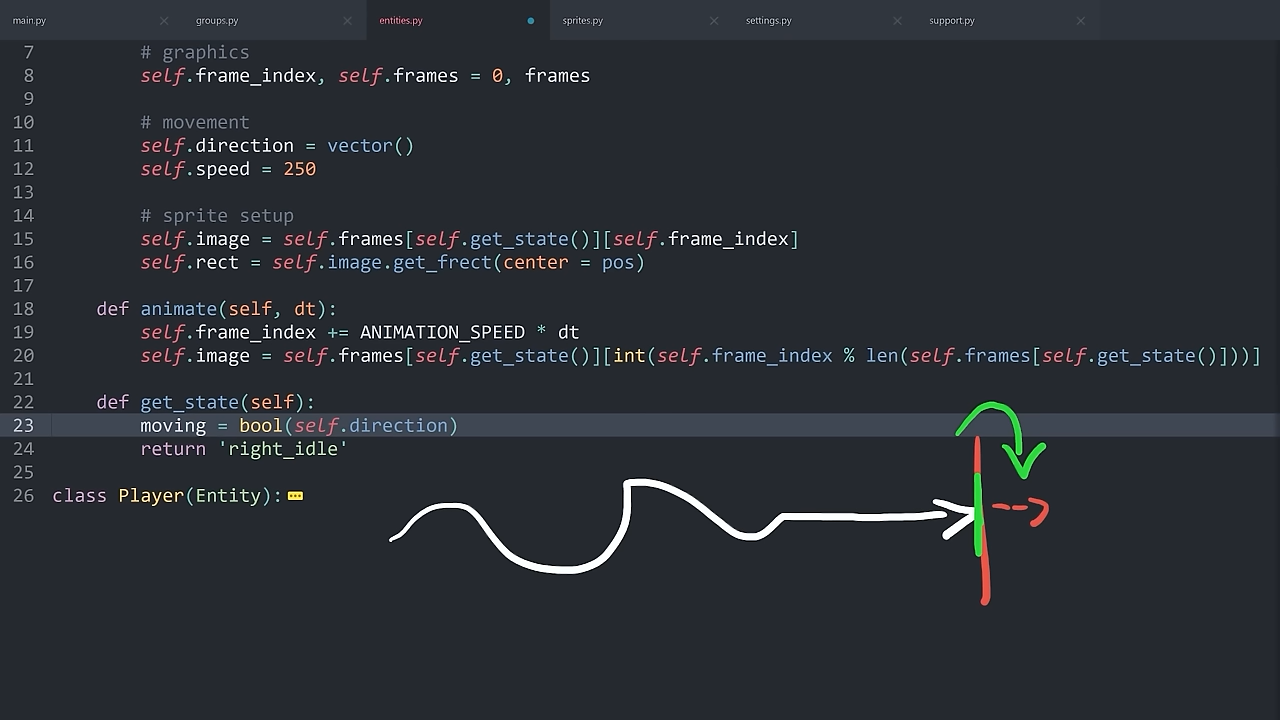 main.py groups.py entities.py sprites.py settings.py support.py
7 # graphics
8 self.frame_index, self.frames = 0, frames
9
10 # movement
11 self.direction = vector()
12 self.speed = 250
13
14 # sprite setup
15 self.image = self.frames[self.get_state()][self.frame_index]
16 self.rect = self.image.get_frect(center = pos)
17
18 def animate(self, dt):
19 self.frame_index += ANIMATION_SPEED * dt
20 self.image = self.frames[self.get_state()][int(self.frame_index % len(self.frames[self.get_state()]))]
21
22 def get_state(self):
23 moving = bool(self.direction)
24 return 'right_idle'
25
26 class Player(Entity):